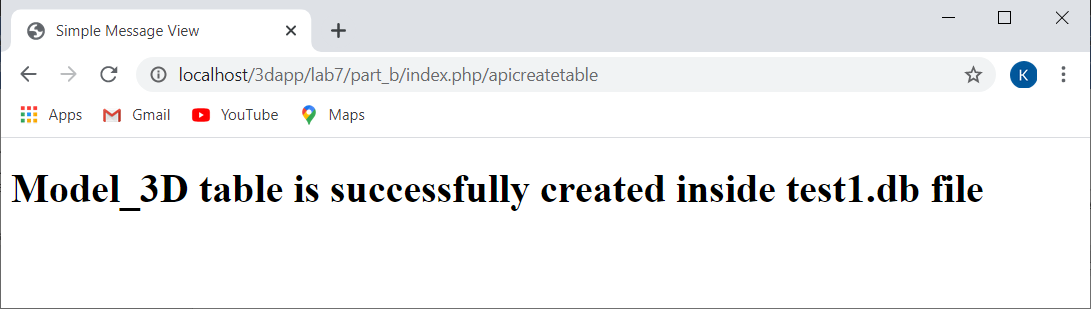 Simple Message View
localhost/3dapp/lab7/part_b/index.php/apicreatetable
K
Apps Gmail YouTube Maps
Model_3D table is successfully created inside test1.db file